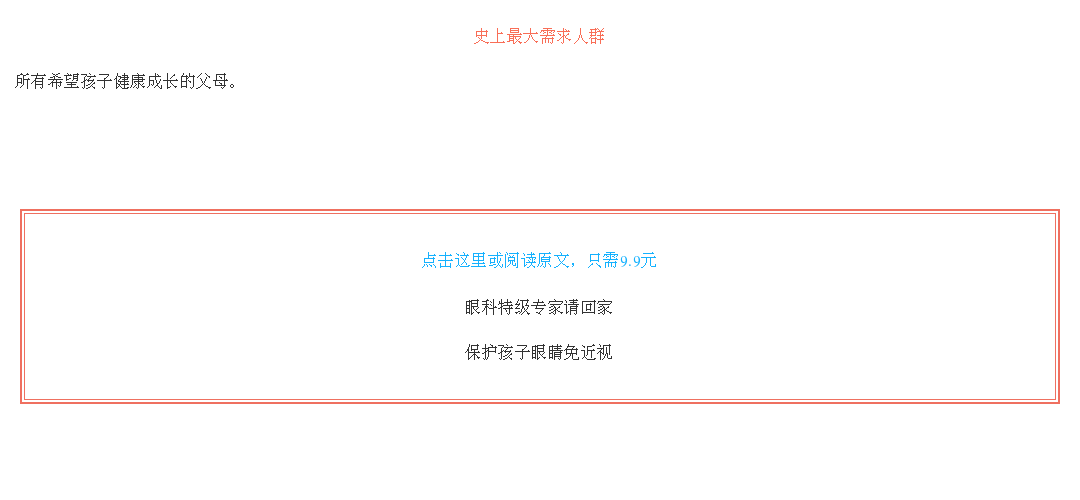 史上最大需求人群
所有希望孩子健康成长的父母。
点击这里或阅读原文，只需9.9元
眼科特级专家请回家
保护孩子眼睛免近视